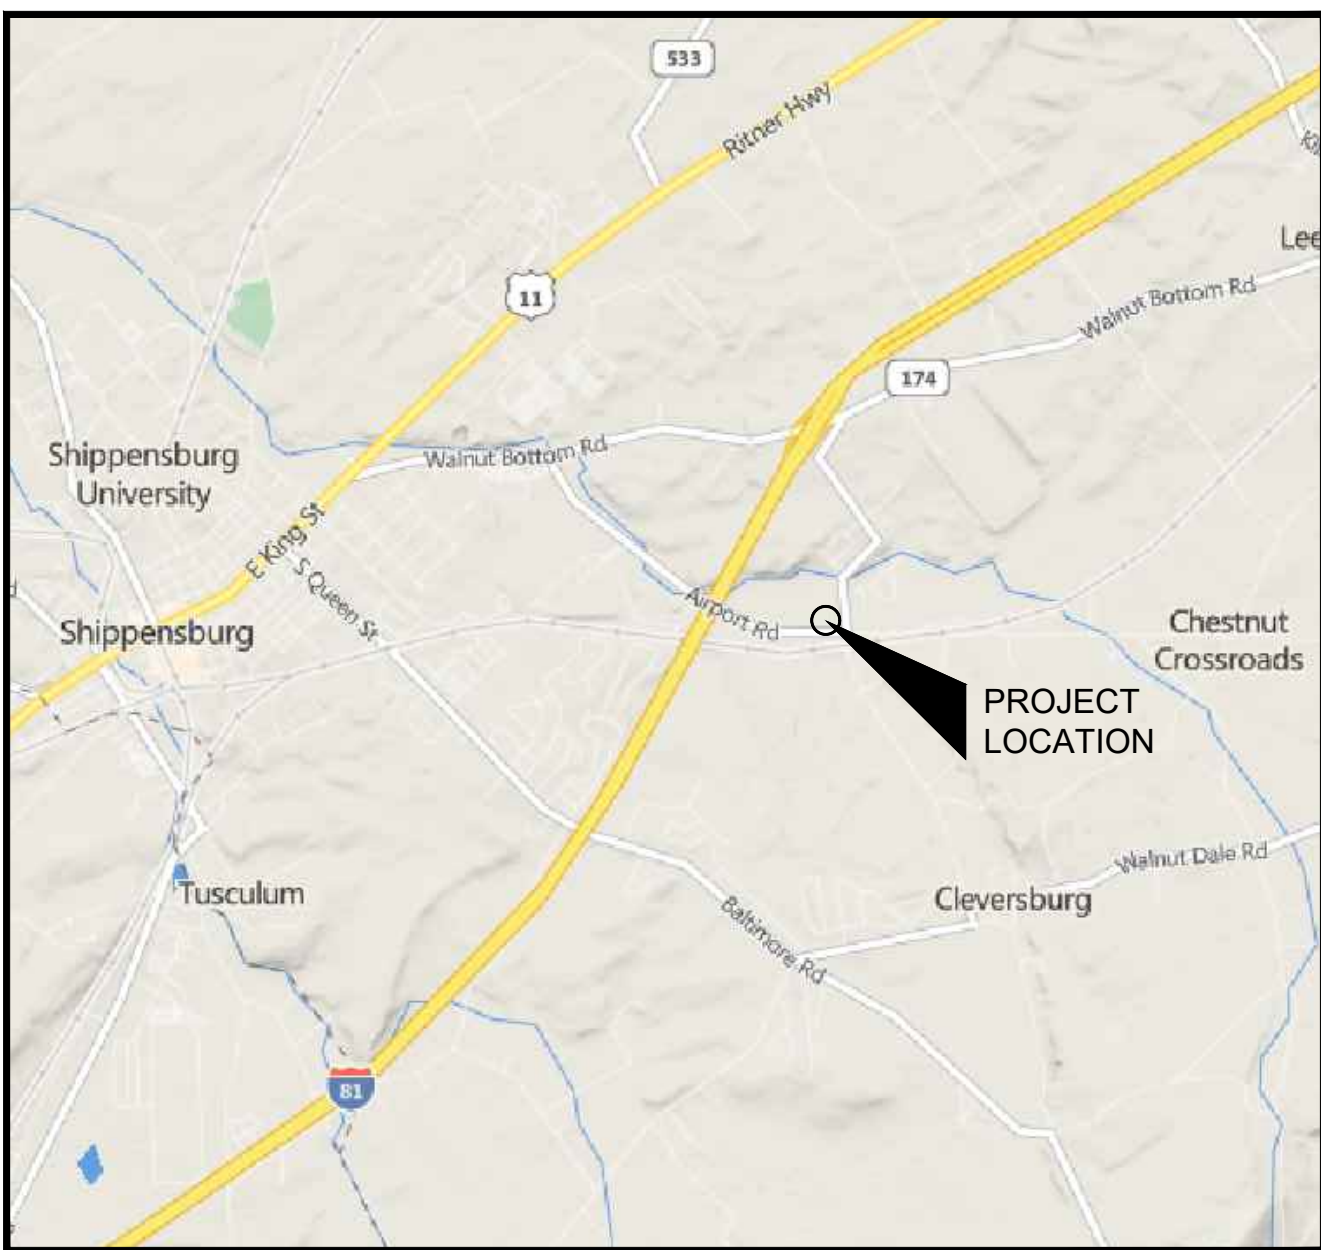 533
Ritner Hwy
Lee
11
Walnut Bottom Rd
174
Walnut Bottom Rd
Shippensburg
University
E King St
S Queen St
Airport Rd
Shippensburg
Chestnut
Crossroads
PROJECT
LOCATION
Walnut Dale Rd
Tusculum
Cleversburg
Baltimore Rd
81